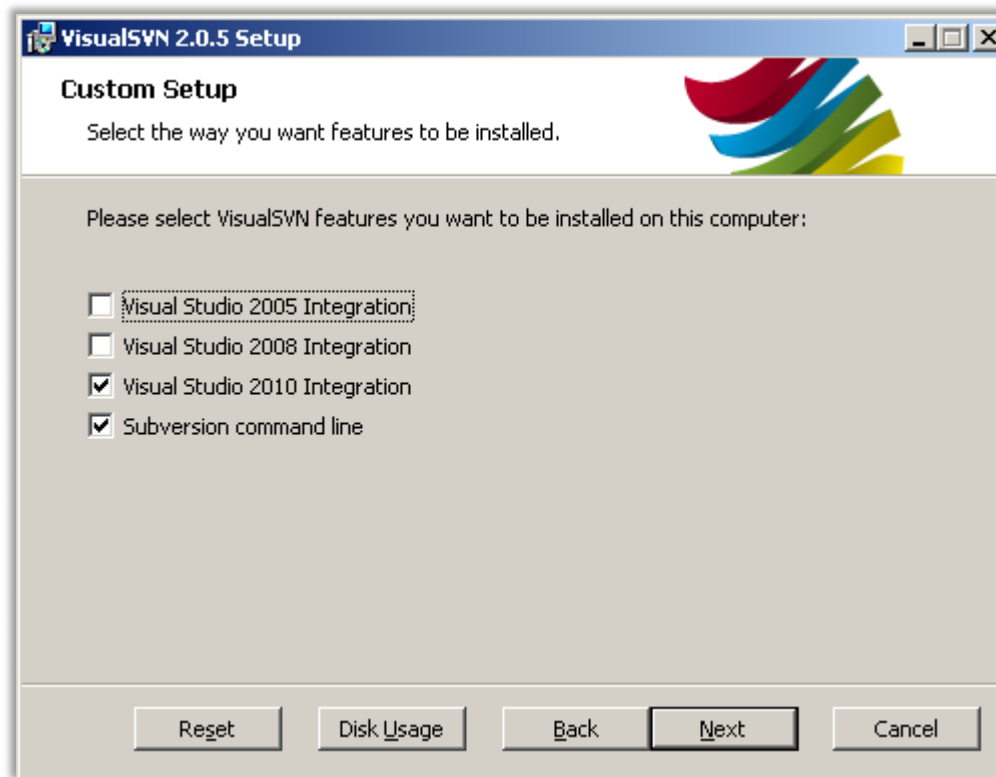 VisualSVN 2.0.5 Setup
Custom Setup
Select the way you want features to be installed.
Please select VisualSVN features you want to be installed on this computer:
Visual Studio 2005 Integration
Visual Studio 2008 Integration
Visual Studio 2010 Integration
Subversion command line
Reset Disk Usage Back Next Cancel